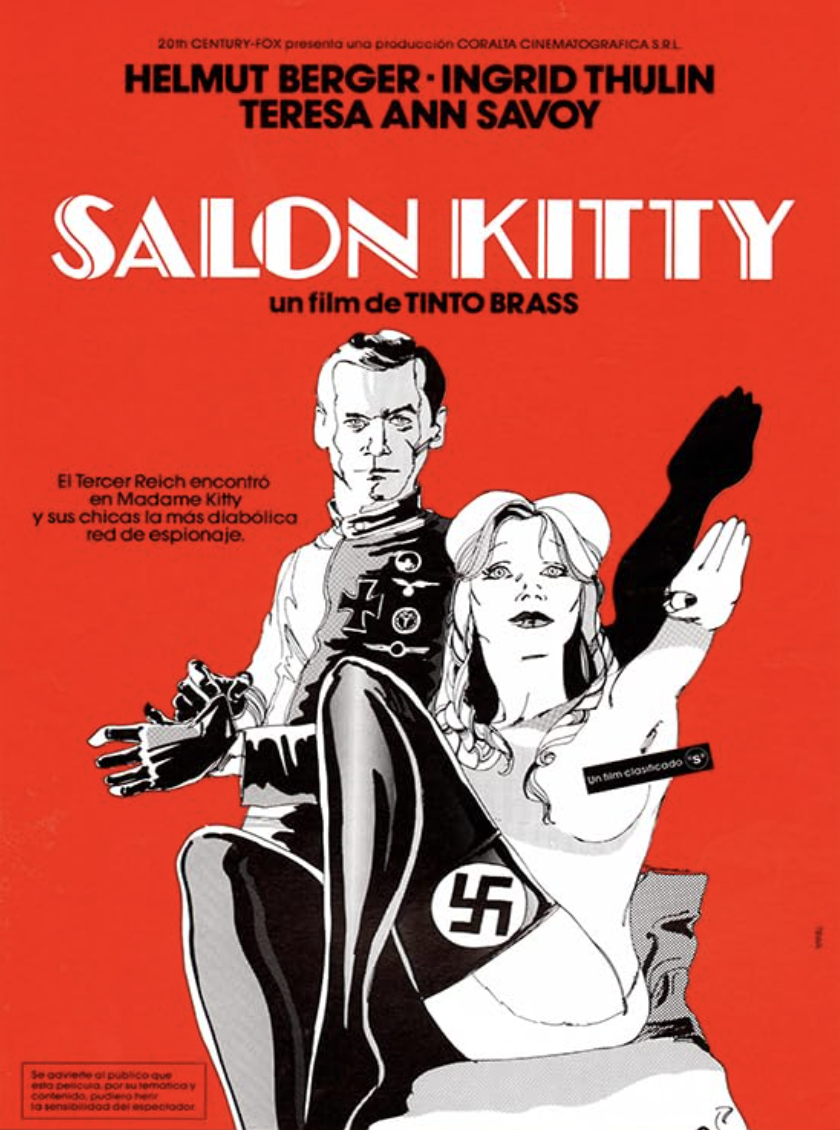 20th CENTURY-FOX presenta una producción CORALTA CINEMATOGRAFICA S.R.L.
HELMUT BERGER · INGRID THULIN
TERESA ANN SAVOY
SALON KITTY
un film de TINTO BRASS
El Tercer Reich encontró
en Madame Kitty
y sus chicas la más diabólica
red de espionaje.
Un film clasificado "S"
Se advierte al público que
esta película, por su temática y
contenido, pudiera herir
la sensibilidad del espectador.